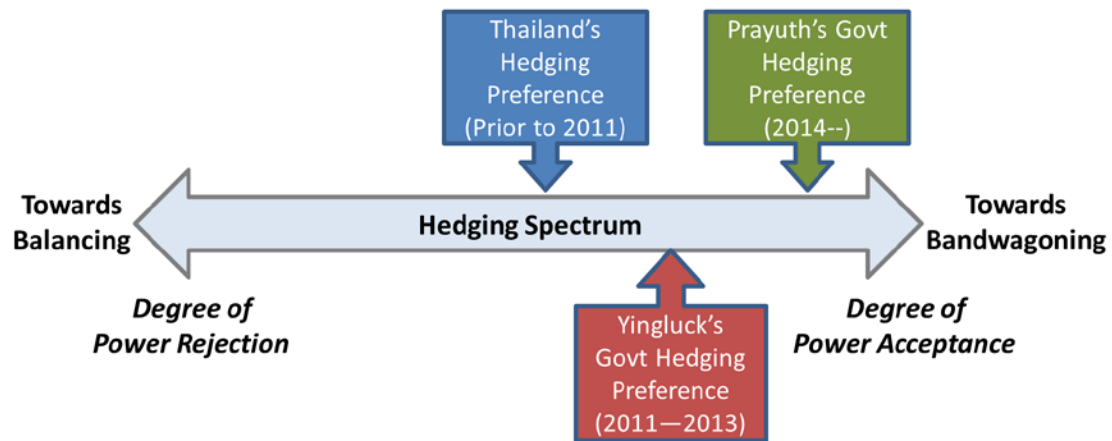 Thailand's
Hedging
Preference
(Prior to 2011)
Prayuth's Govt
Hedging
Preference
(2014--)
Towards
Balancing
Hedging Spectrum
Towards
Bandwagoning
Degree of
Power Rejection
Yingluck's
Govt Hedging
Preference
(2011—2013)
Degree of
Power Acceptance